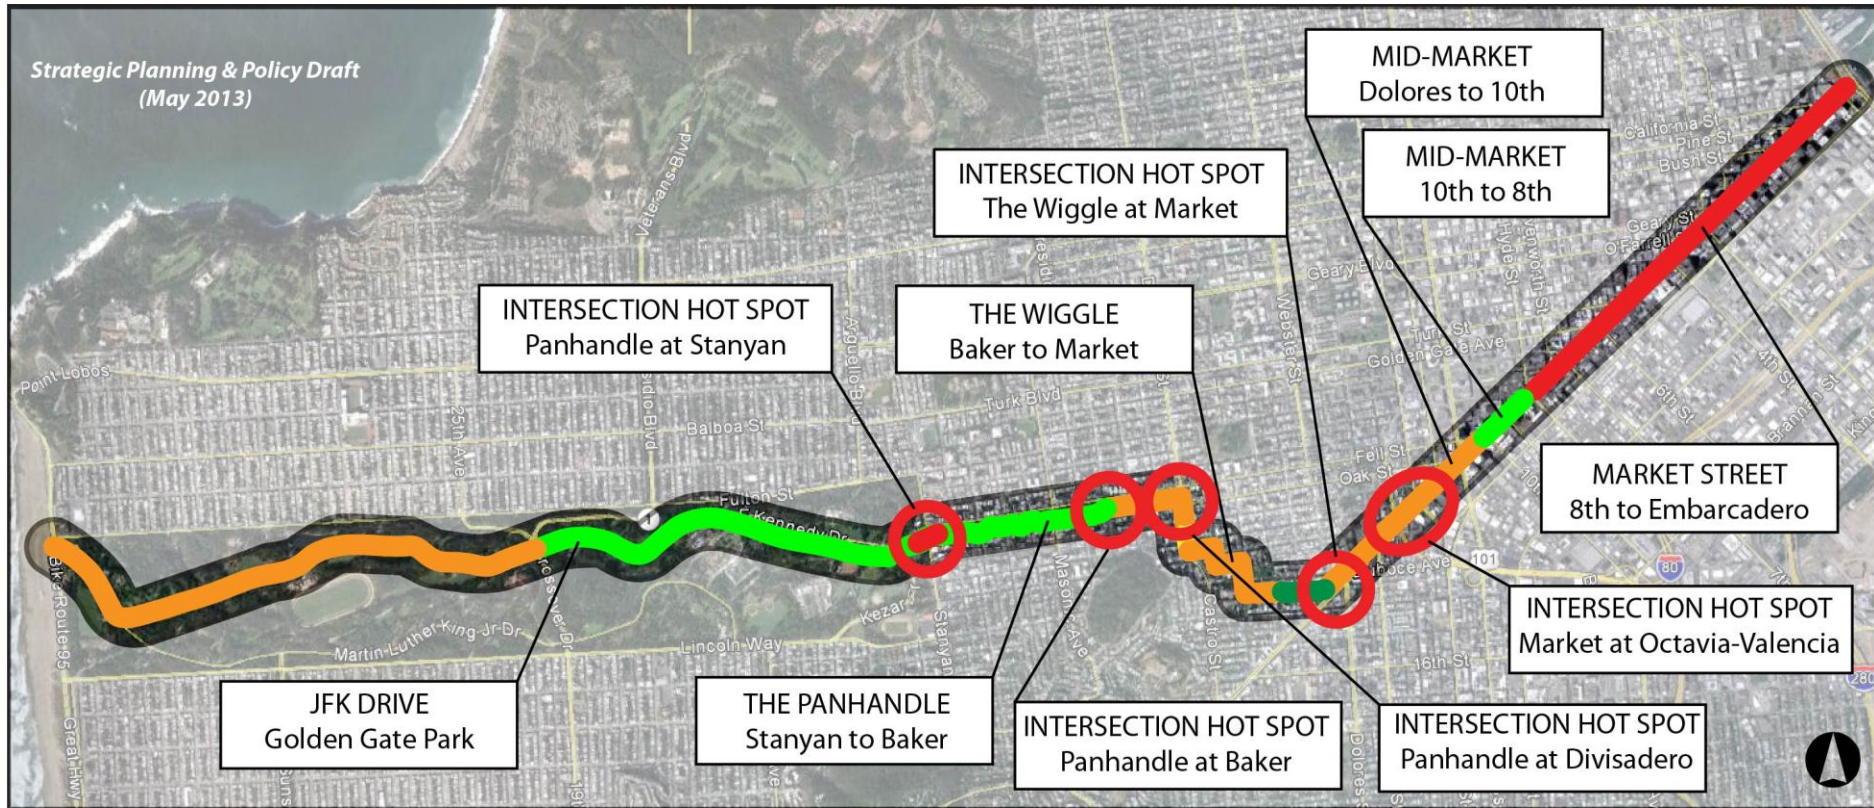 Strategic Planning & Policy Draft
(May 2013)
MID-MARKET
Dolores to 10th
MID-MARKET
10th to 8th
INTERSECTION HOT SPOT
The Wiggle at Market
INTERSECTION HOT SPOT
Panhandle at Stanyan
THE WIGGLE
Baker to Market
MARKET STREET
8th to Embarcadero
INTERSECTION HOT SPOT
Market at Octavia-Valencia
JFK DRIVE
Golden Gate Park
THE PANHANDLE
Stanyan to Baker
INTERSECTION HOT SPOT
Panhandle at Baker
INTERSECTION HOT SPOT
Panhandle at Divisadero
Veterans Blvd
California St
Pine St
Bush St
Geary St
O'Farrell
Hyde St
Geary Blvd
Webster St
Turk St
Golden Gate Ave
4th St
6th St
Brannan St
Point Lobos
25th Ave
Balboa St
Turk Blvd
Fell St
Oak St
Fulton St
Kennedy Dr
101
80
280
16th St
Castro St
Stanyan
Kezar
Lincoln Way
Martin Luther King Jr Dr
Bike Route 95
Great Hwy